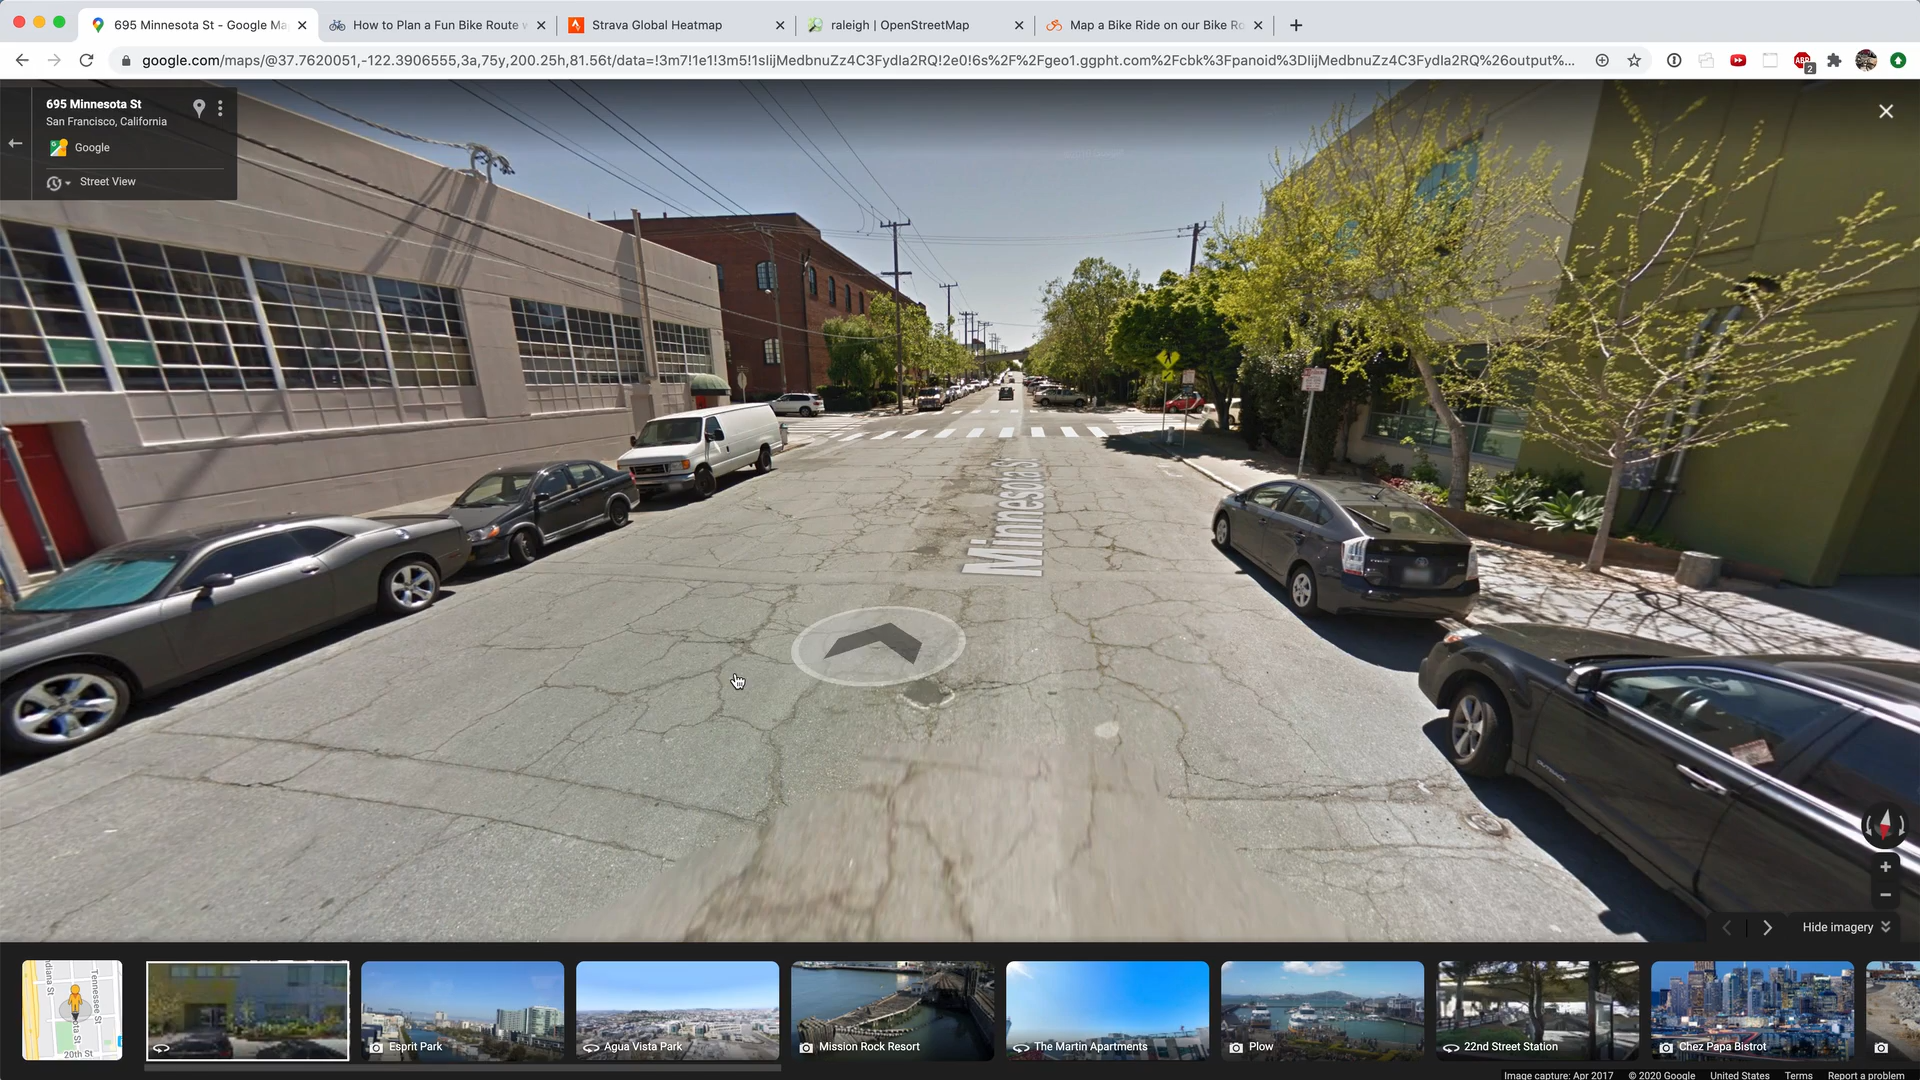 695 Minnesota St - Google Ma
How to Plan a Fun Bike Route w
Strava Global Heatmap
raleigh | OpenStreetMap
Map a Bike Ride on our Bike Ro
google.com/maps/@37.7620051,-122.3906555,3a,75y,200.25h,81.56t/data=!3m7!1e1!3m5!1slijMedbnuZz4C3Fydla2RQ!2e0!6s%2F%2Fgeo1.ggpht.com%2Fcbk%3Fpanoid%3DlijMedbnuZz4C3Fydla2RQ%26output%...
ABP
2
695 Minnesota St
San Francisco, California
Google
Street View
Minnesota St
OUTBACK
Hide imagery
Tennessee St
20th St
Esprit Park
Agua Vista Park
Mission Rock Resort
The Martin Apartments
Plow
22nd Street Station
Chez Papa Bistrot
Image capture: Apr 2017 © 2020 Google United States Terms Report a problem